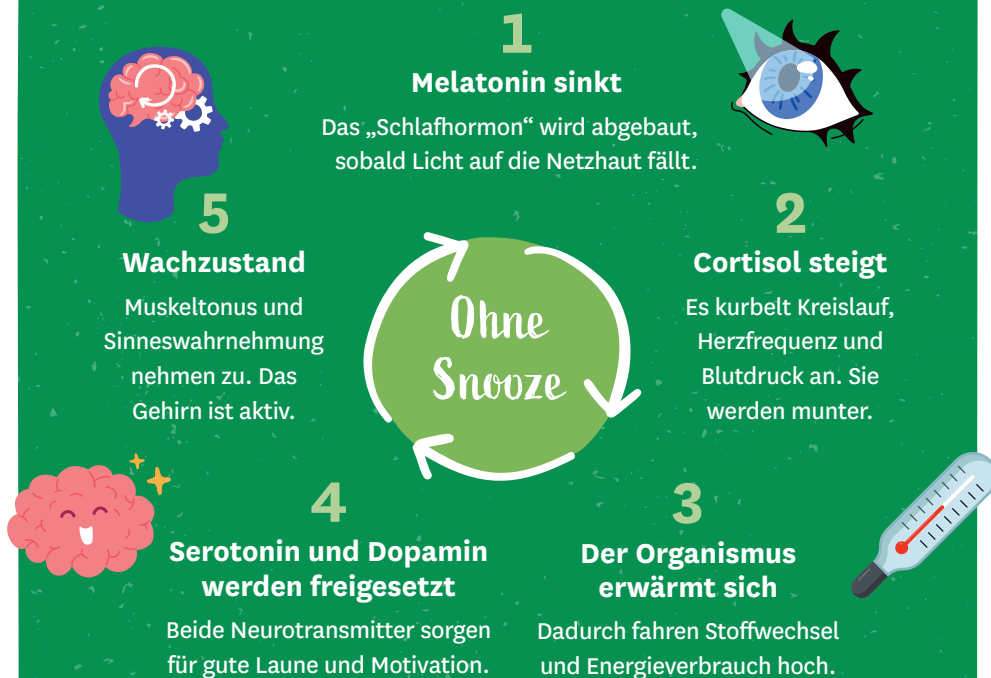 1
Melatonin sinkt
Das „Schlafhormon“ wird abgebaut,
sobald Licht auf die Netzhaut fällt.
2
Cortisol steigt
Es kurbelt Kreislauf,
Herzfrequenz und
Blutdruck an. Sie
werden munter.
3
Der Organismus
erwärmt sich
Dadurch fahren Stoffwechsel
und Energieverbrauch hoch.
4
Serotonin und Dopamin
werden freigesetzt
Beide Neurotransmitter sorgen
für gute Laune und Motivation.
5
Wachzustand
Muskeltonus und
Sinneswahrnehmung
nehmen zu. Das
Gehirn ist aktiv.
Ohne
Snooze